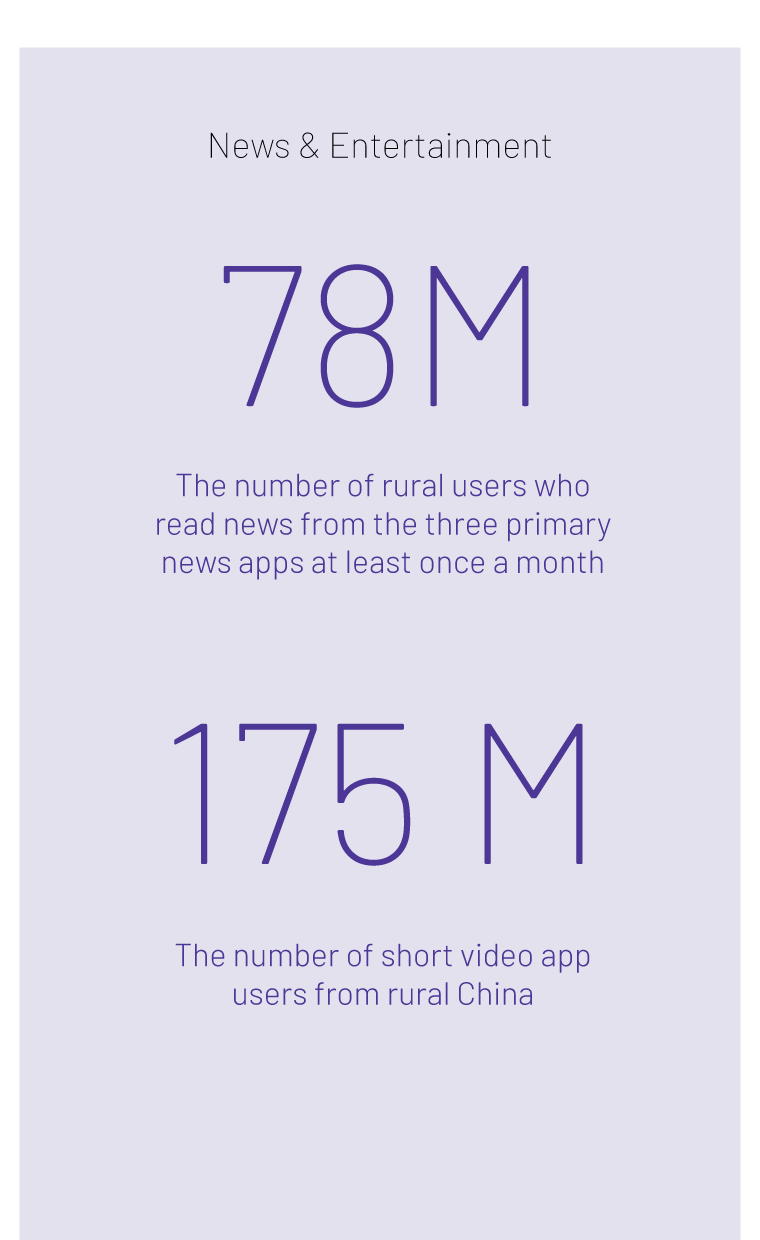 News & Entertainment
78M
The number of rural users who
read news from the three primary
news apps at least once a month
175 M
The number of short video app
users from rural China